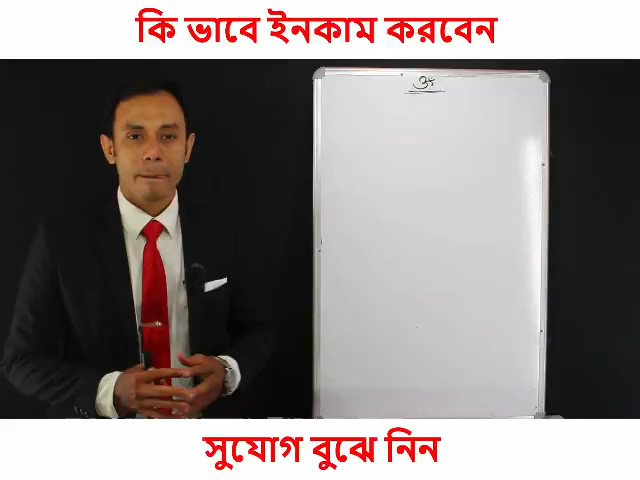 কি ভাবে ইনকাম করবেন
সুযোগ বুঝে নিন